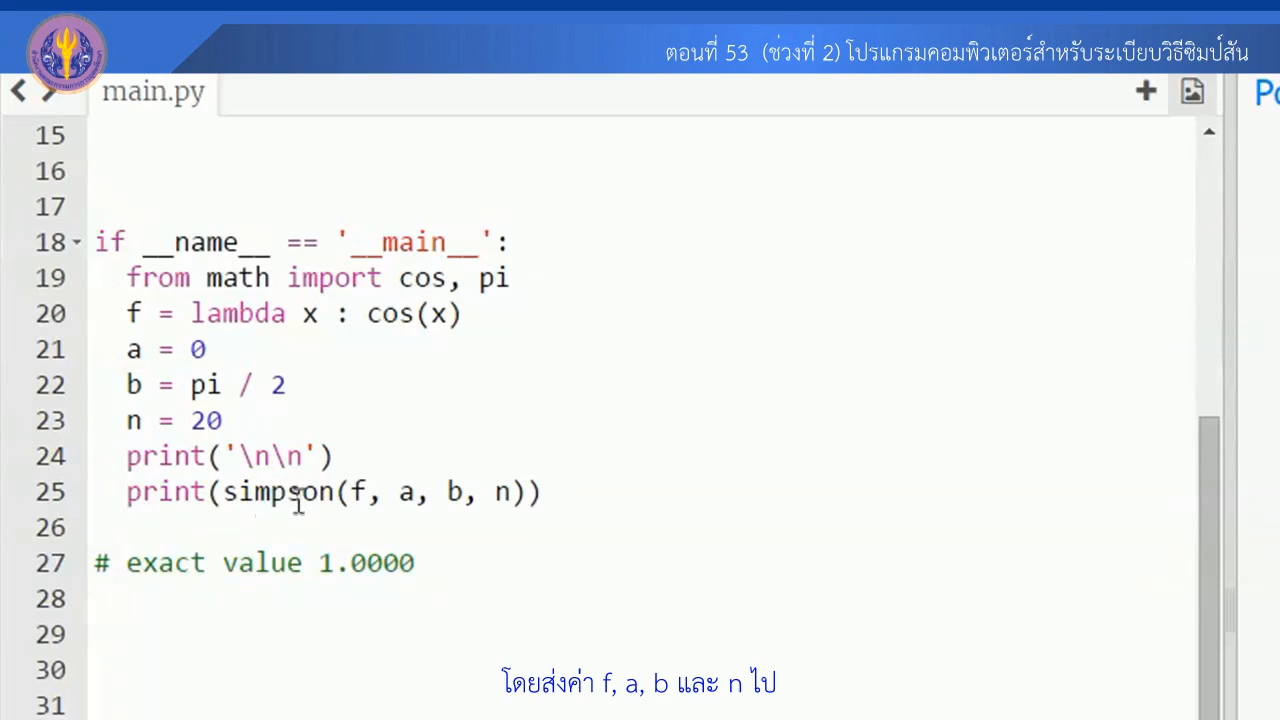 ตอนที่ 53 (ช่วงที่ 2) โปรแกรมคอมพิวเตอร์สำหรับระเบียบวิธีซิมป์สัน
main.py
15
16
17
18 if __name__ == '__main__':
19 from math import cos, pi
20 f = lambda x : cos(x)
21 a = 0
22 b = pi / 2
23 n = 20
24 print('\n\n')
25 print(simpson(f, a, b, n))
26
27 # exact value 1.0000
28
29
30
31
โดยส่งค่า f, a, b และ n ไป